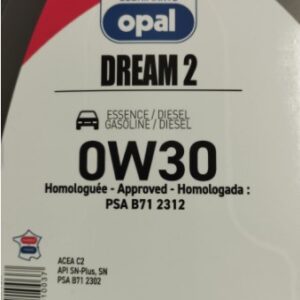 opal
DREAM 2
ESSENCE / DIESEL
GASOLINE / DIESEL
0W30
Homologuée - Approved - Homologada :
PSA B71 2312
ACEA C2
API SN-Plus, SN
PSA B71 2302